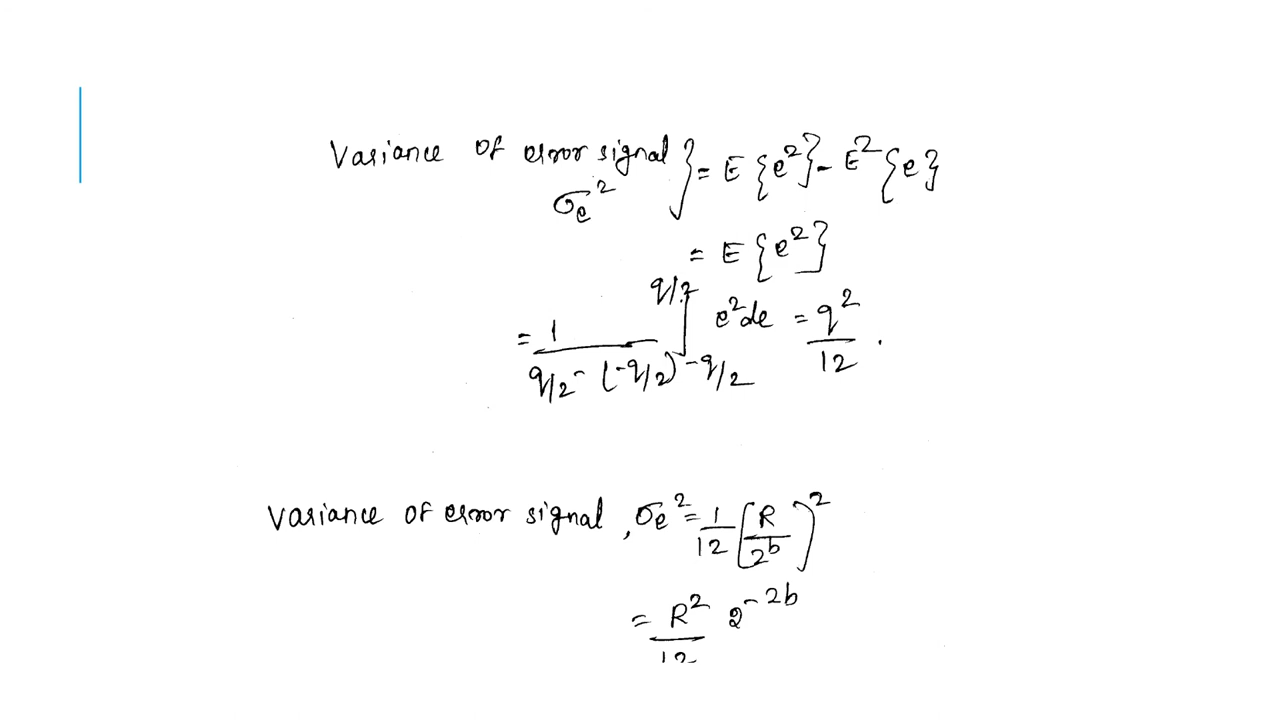 Variance of error signal } = E {e²} - E² {e}
σe²
= E {e²}
= 1/(q/2 - (-q/2)) ∫_{-q/2}^{q/2} e² de = q²/12 .
Variance of error signal, σe² = 1/12 [R/2^b)²
= R²/12 2^-2b